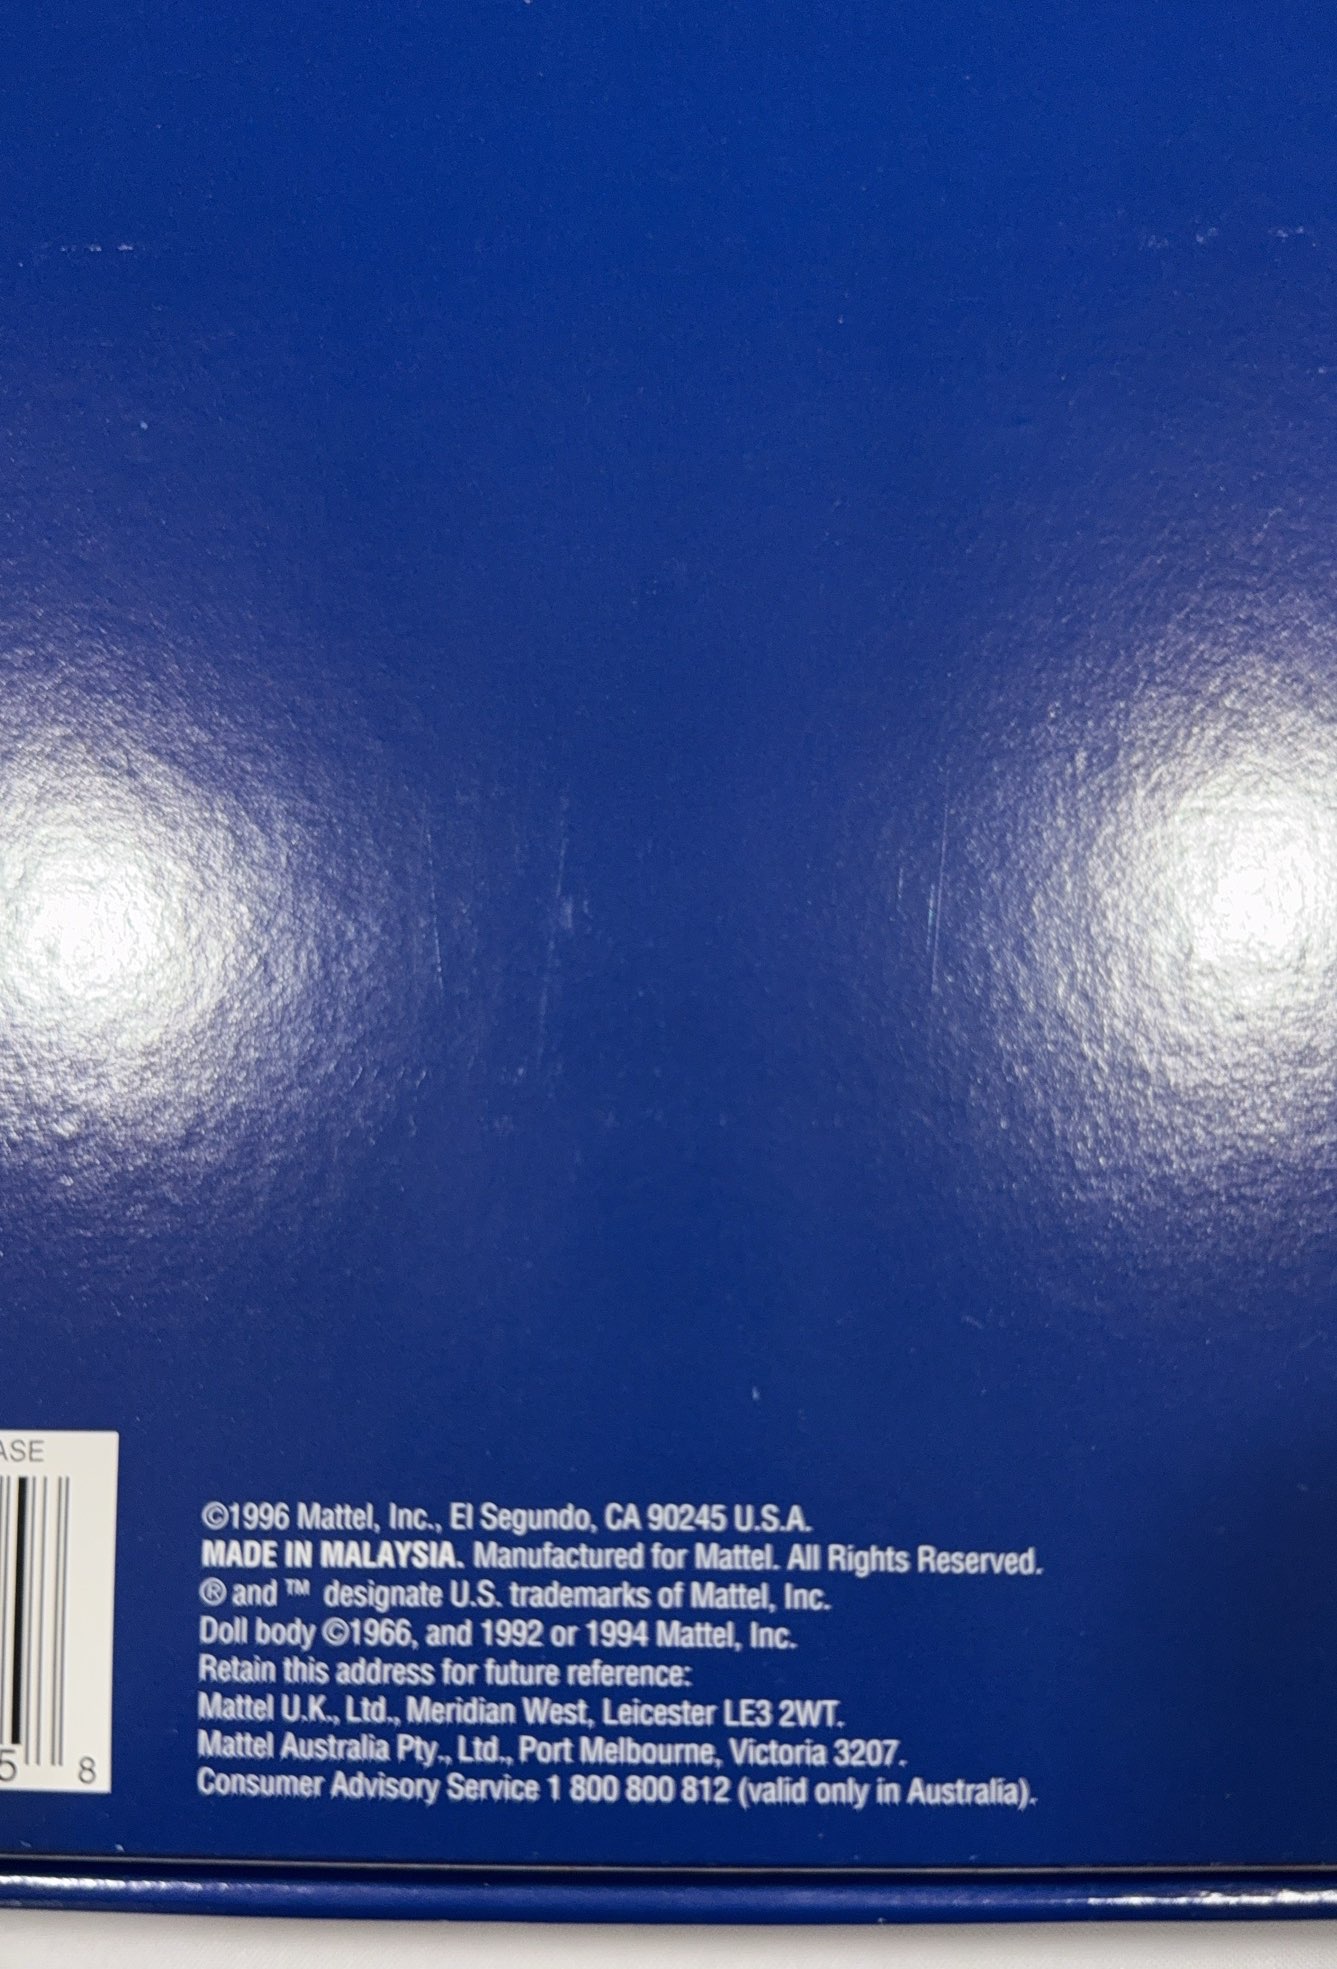 ASE
5 8
©1996 Mattel, Inc., El Segundo, CA 90245 U.S.A.
MADE IN MALAYSIA. Manufactured for Mattel. All Rights Reserved.
® and ™ designate U.S. trademarks of Mattel, Inc.
Doll body ©1966, and 1992 or 1994 Mattel, Inc.
Retain this address for future reference:
Mattel U.K., Ltd., Meridian West, Leicester LE3 2WT.
Mattel Australia Pty., Ltd., Port Melbourne, Victoria 3207.
Consumer Advisory Service 1 800 800 812 (valid only in Australia).